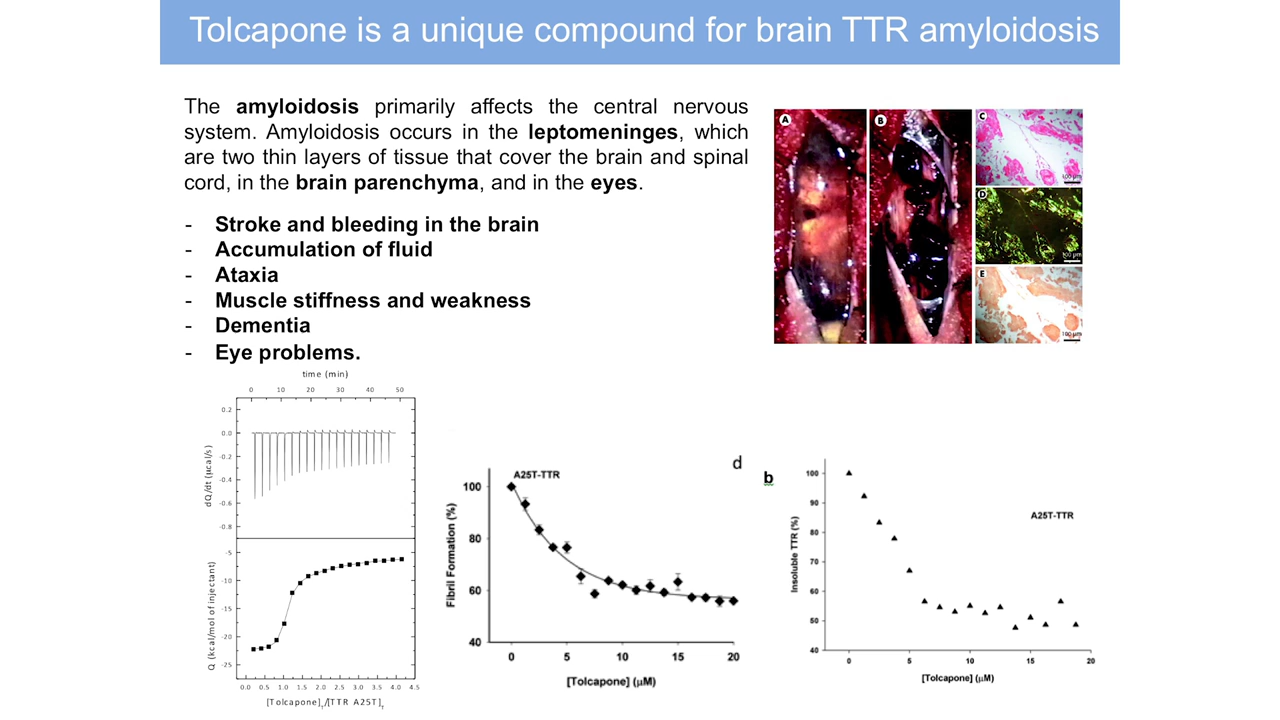 Tolcapone is a unique compound for brain TTR amyloidosis
The amyloidosis primarily affects the central nervous
system. Amyloidosis occurs in the leptomeninges, which
are two thin layers of tissue that cover the brain and spinal
cord, in the brain parenchyma, and in the eyes.
- Stroke and bleeding in the brain
- Accumulation of fluid
- Ataxia
- Muscle stiffness and weakness
- Dementia
- Eye problems.
A
B
C
100 µm
D
100 µm
E
100 µm
time (min)
0 10 20 30 40 50
0.2
0.0
-0.2
-0.4
-0.6
-0.8
dQ/dt (µcal/s)
-5
-10
-15
-20
-25
Q (kcal/mol of injectant)
0.0 0.5 1.0 1.5 2.0 2.5 3.0 3.5 4.0 4.5
[Tolcapone]T/[TTR A25T]T
d
A25T-TTR
100
80
60
40
Fibril Formation (%)
0 5 10 15 20
[Tolcapone] (µM)
b
A25T-TTR
100
90
80
70
60
50
40
Insoluble TTR (%)
0 5 10 15 20
[Tolcapone] (µM)